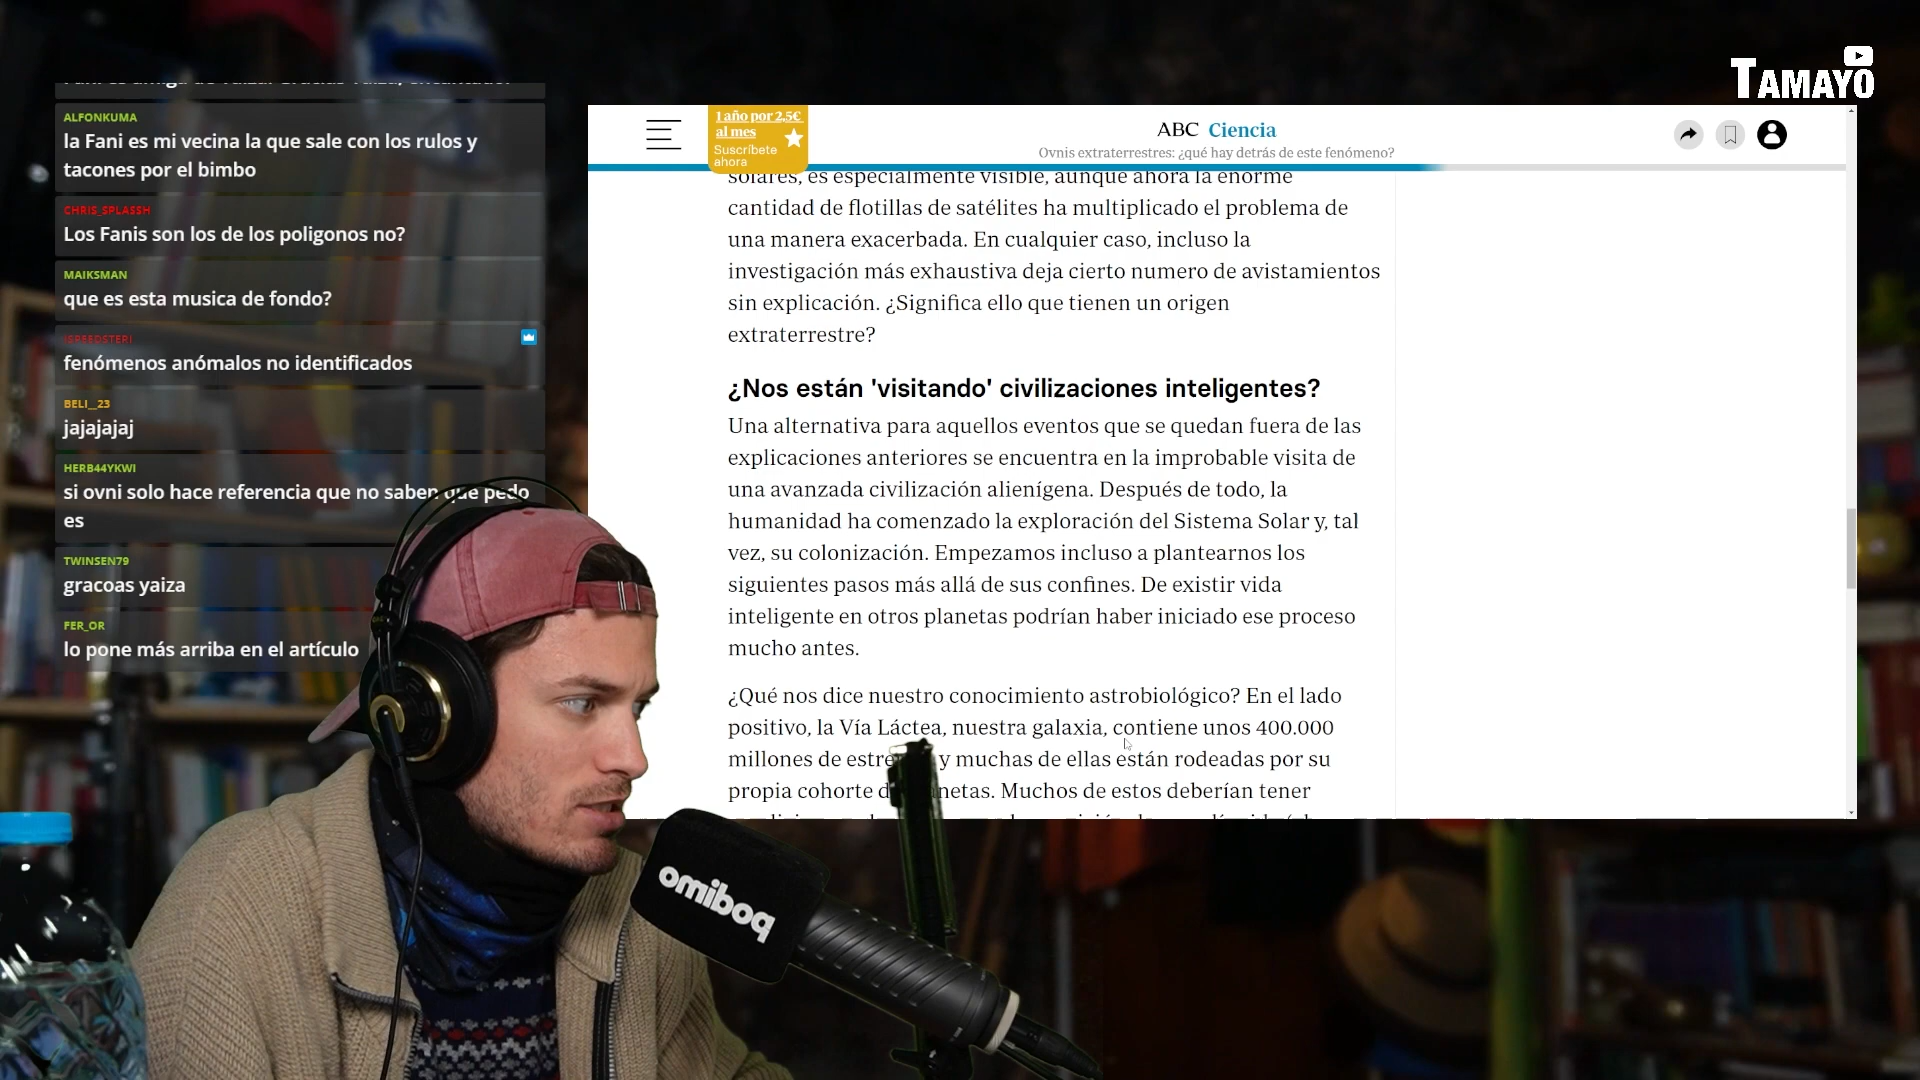 TAMAYO
ALFONKUMA
la Fani es mi vecina la que sale con los rulos y
tacones por el bimbo
CHRIS_SPLASSH
Los Fanis son los de los poligonos no?
MAIKSMAN
que es esta musica de fondo?
fenómenos anómalos no identificados
BELI_23
jajajajaj
HERB44YKWI
si ovni solo hace referencia que no saben que pedo
es
TWINSEN79
gracoas yaiza
FER_OR
lo pone más arriba en el artículo
1 año por 2,5€
al mes
Suscríbete
ahora
ABC Ciencia
Ovnis extraterrestres: ¿qué hay detrás de este fenómeno?
solares, es especialmente visible, aunque ahora la enorme
cantidad de flotillas de satélites ha multiplicado el problema de
una manera exacerbada. En cualquier caso, incluso la
investigación más exhaustiva deja cierto numero de avistamientos
sin explicación. ¿Significa ello que tienen un origen
extraterrestre?
¿Nos están 'visitando' civilizaciones inteligentes?
Una alternativa para aquellos eventos que se quedan fuera de las
explicaciones anteriores se encuentra en la improbable visita de
una avanzada civilización alienígena. Después de todo, la
humanidad ha comenzado la exploración del Sistema Solar y, tal
vez, su colonización. Empezamos incluso a plantearnos los
siguientes pasos más allá de sus confines. De existir vida
inteligente en otros planetas podrían haber iniciado ese proceso
mucho antes.
¿Qué nos dice nuestro conocimiento astrobiológico? En el lado
positivo, la Vía Láctea, nuestra galaxia, contiene unos 400.000
millones de y muchas de ellas están rodeadas por su
propia cohorte Muchos de estos deberían tener
omiboq